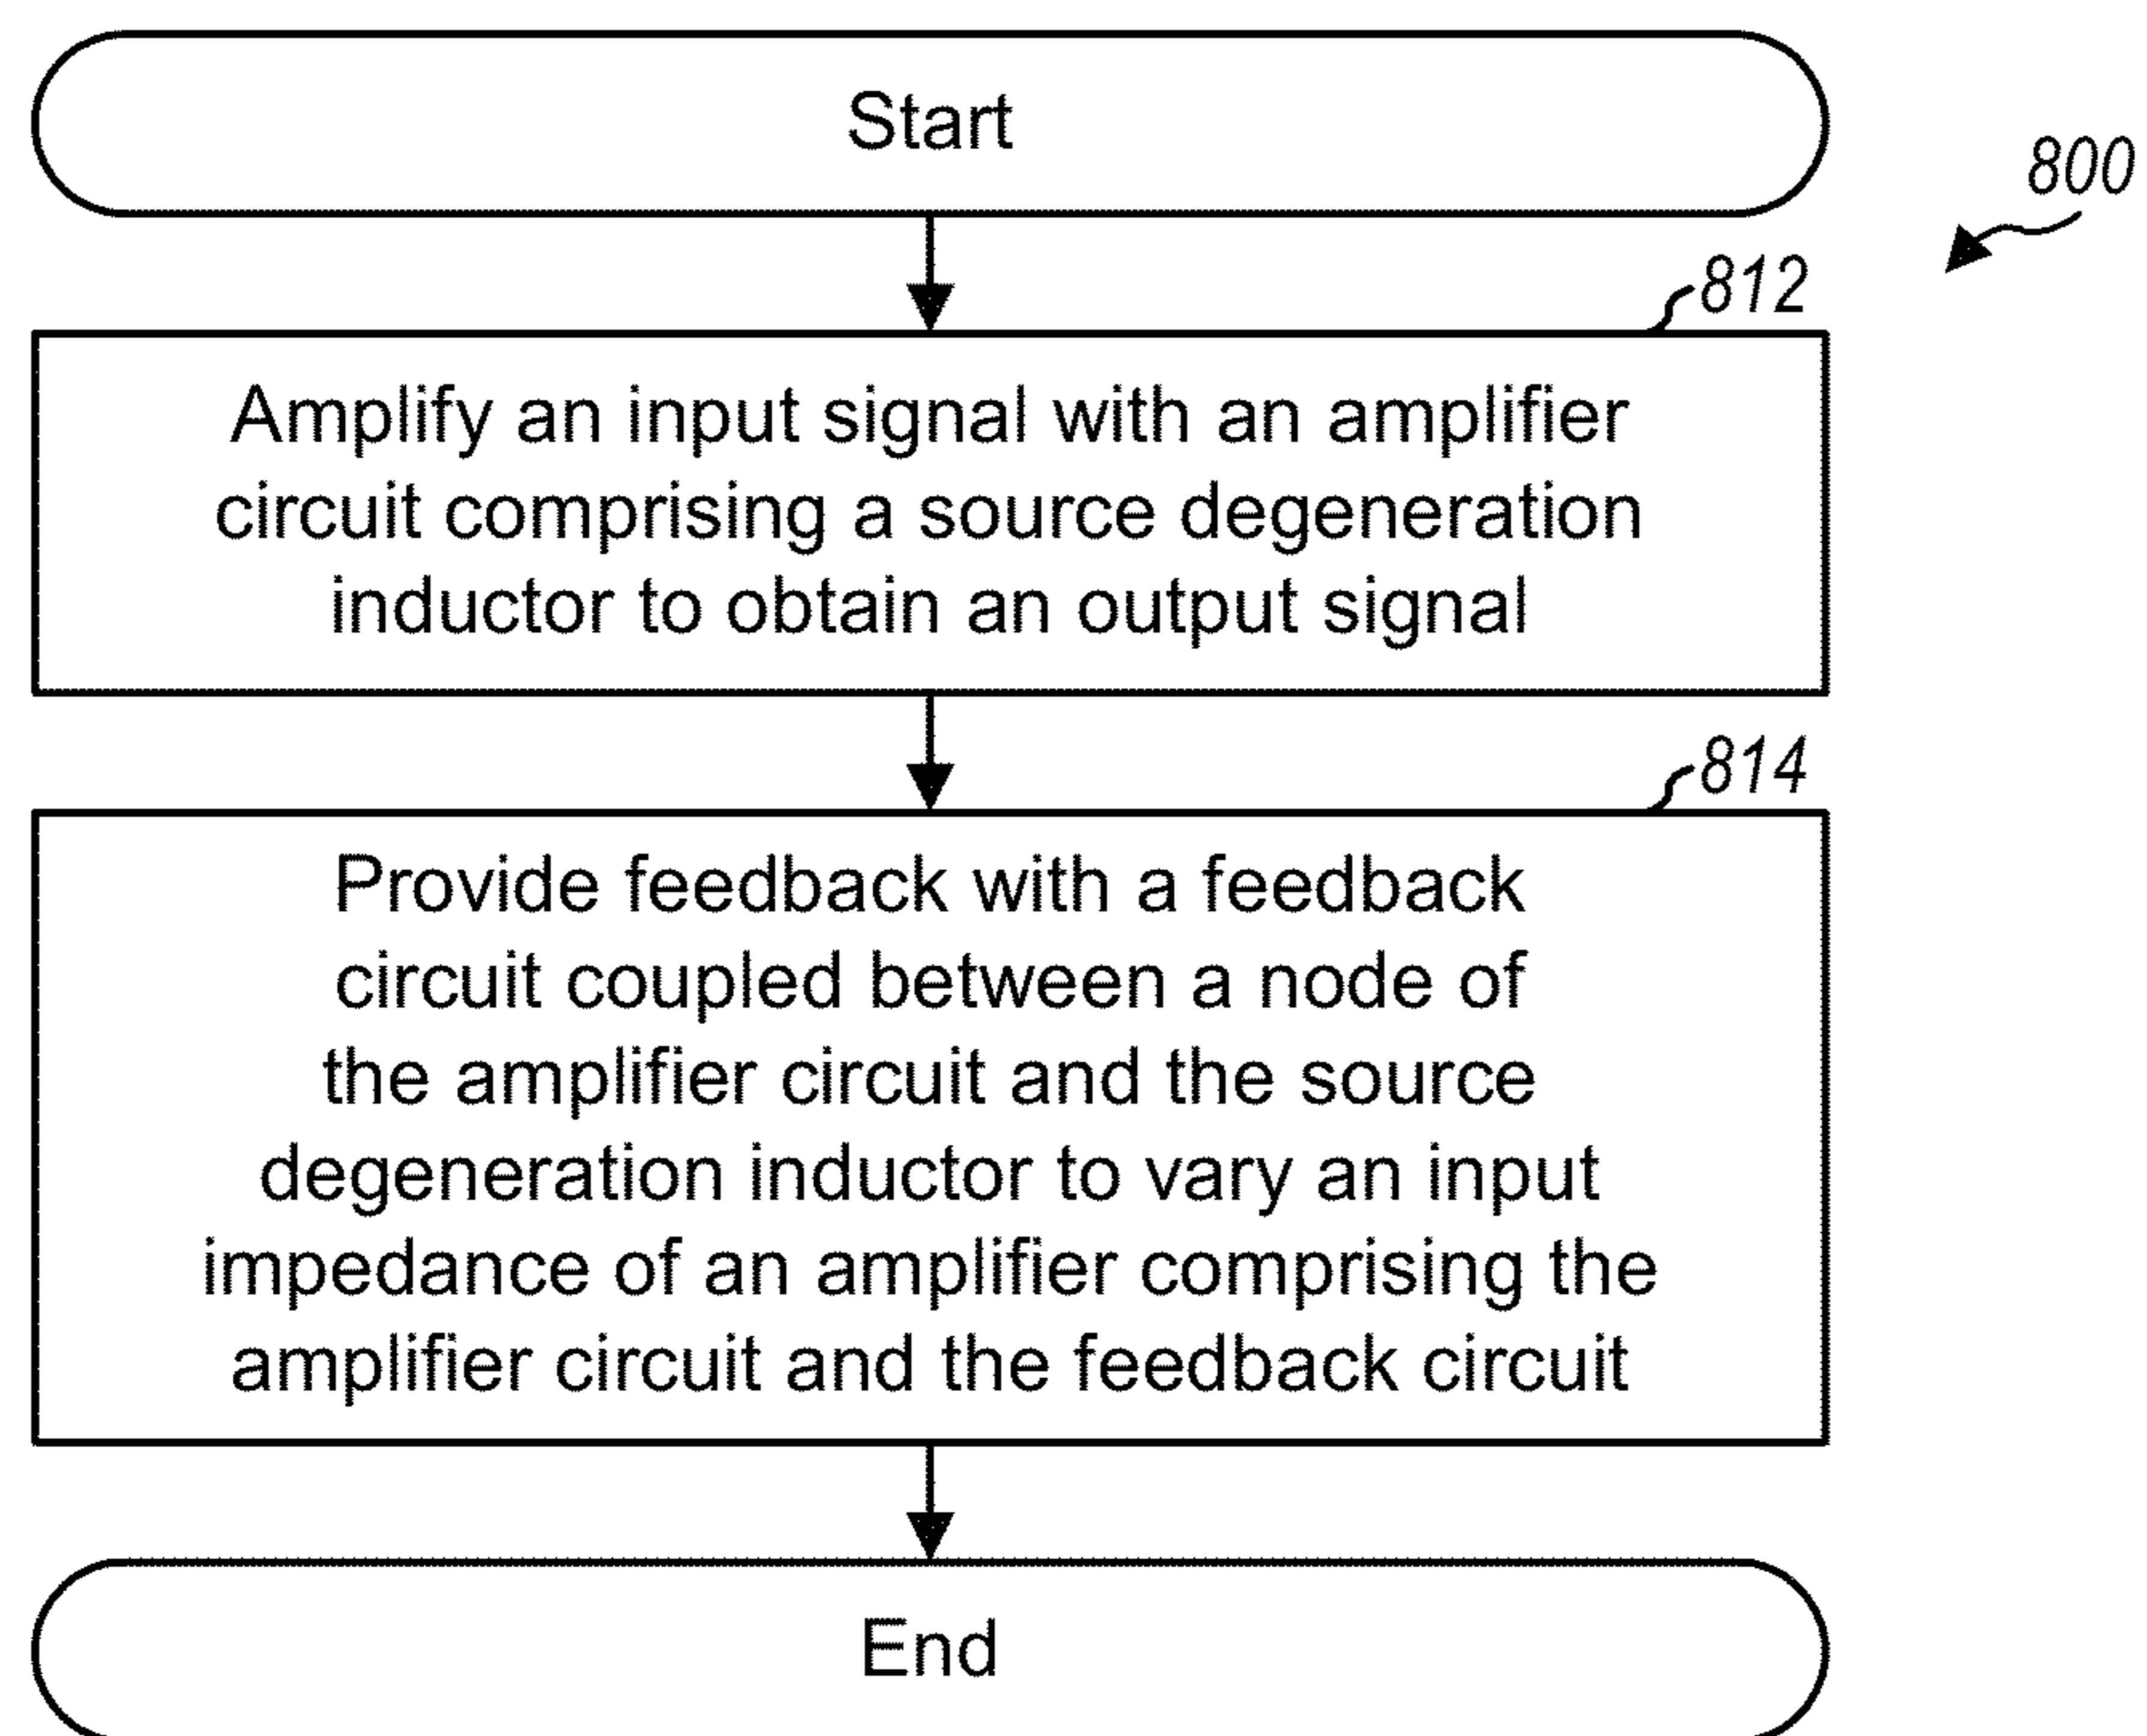 Start
800
812
Amplify an input signal with an amplifier
circuit comprising a source degeneration
inductor to obtain an output signal
814
Provide feedback with a feedback
circuit coupled between a node of
the amplifier circuit and the source
degeneration inductor to vary an input
impedance of an amplifier comprising the
amplifier circuit and the feedback circuit
End